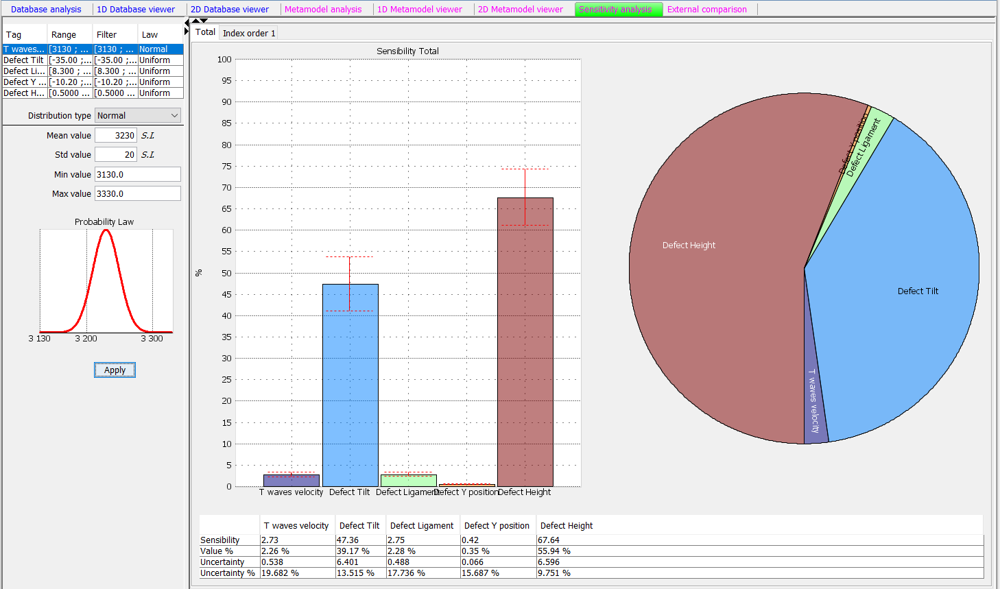 Database analysis 1D Database viewer 2D Database viewer Metamodel analysis 1D Metamodel viewer 2D Metamodel viewer Sensitivity analysis External comparison
Tag Range Filter Law
T waves... [3130 ; ... [3130 ; ... Normal
Defect Tilt [-35.00 ;... [-35.00 ;... Uniform
Defect Li... [8.300 ; ... [8.300 ; ... Uniform
Defect Y ... [-10.20 ;... [-10.20 ;... Uniform
Defect H... [0.5000 ... [0.5000 ... Uniform
Distribution type Normal
Mean value 3230 S.I.
Std value 20 S.I.
Min value 3130.0
Max value 3330.0
Probability Law
3 130 3 200 3 300
Apply
Total Index order 1
Sensibility Total
100
95
90
85
80
75
70
65
60
55
50
45
40
35
30
25
20
15
10
5
0
%
T waves velocity Defect Tilt Defect Ligament Defect Y position Defect Height
Defect Y position
Defect Ligament
Defect Height
Defect Tilt
T waves velocity
T waves velocity Defect Tilt Defect Ligament Defect Y position Defect Height
Sensibility 2.73 47.36 2.75 0.42 67.64
Value % 2.26 % 39.17 % 2.28 % 0.35 % 55.94 %
Uncertainty 0.538 6.401 0.488 0.066 6.596
Uncertainty % 19.682 % 13.515 % 17.736 % 15.687 % 9.751 %